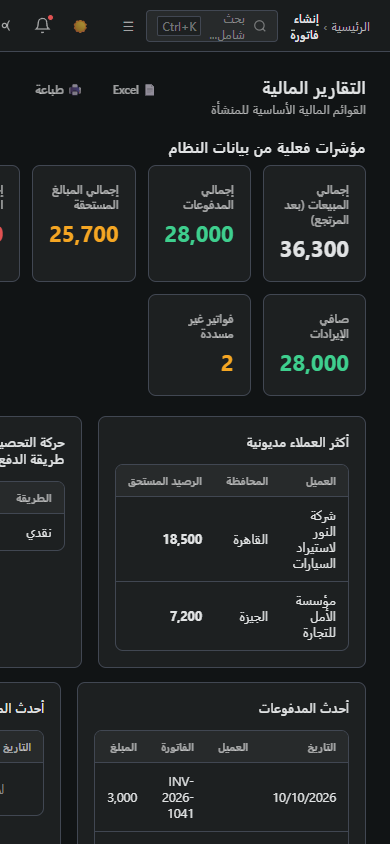 الرئيسية › إنشاء فاتورة
بحث شامل... Ctrl+K
التقارير المالية
القوائم المالية الأساسية للمنشأة
Excel
طباعة
مؤشرات فعلية من بيانات النظام
إجمالي المبيعات (بعد المرتجع)
36,300
إجمالي المدفوعات
28,000
إجمالي المبالغ المستحقة
25,700
صافي الإيرادات
28,000
فواتير غير مسددة
2
أكثر العملاء مديونية
العميل المحافظة الرصيد المستحق
شركة النور لاستيراد السيارات القاهرة 18,500
مؤسسة الأمل للتجارة الجيزة 7,200
طريقة الدفع
الطريقة
نقدي
أحدث المدفوعات
التاريخ العميل الفاتورة المبلغ
10/10/2026 INV-2026-1041 3,000
أحدث
التاريخ